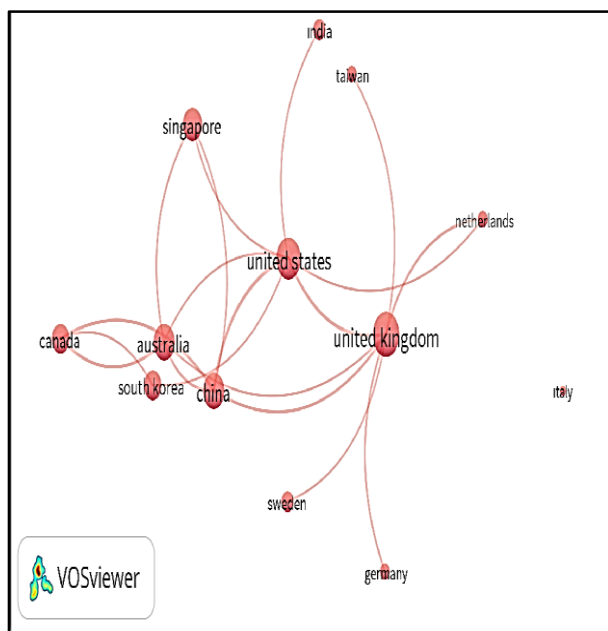 india
taiwan
singapore
netherlands
united states
united kingdom
canada
australia
south korea
china
italy
sweden
germany
VOSviewer